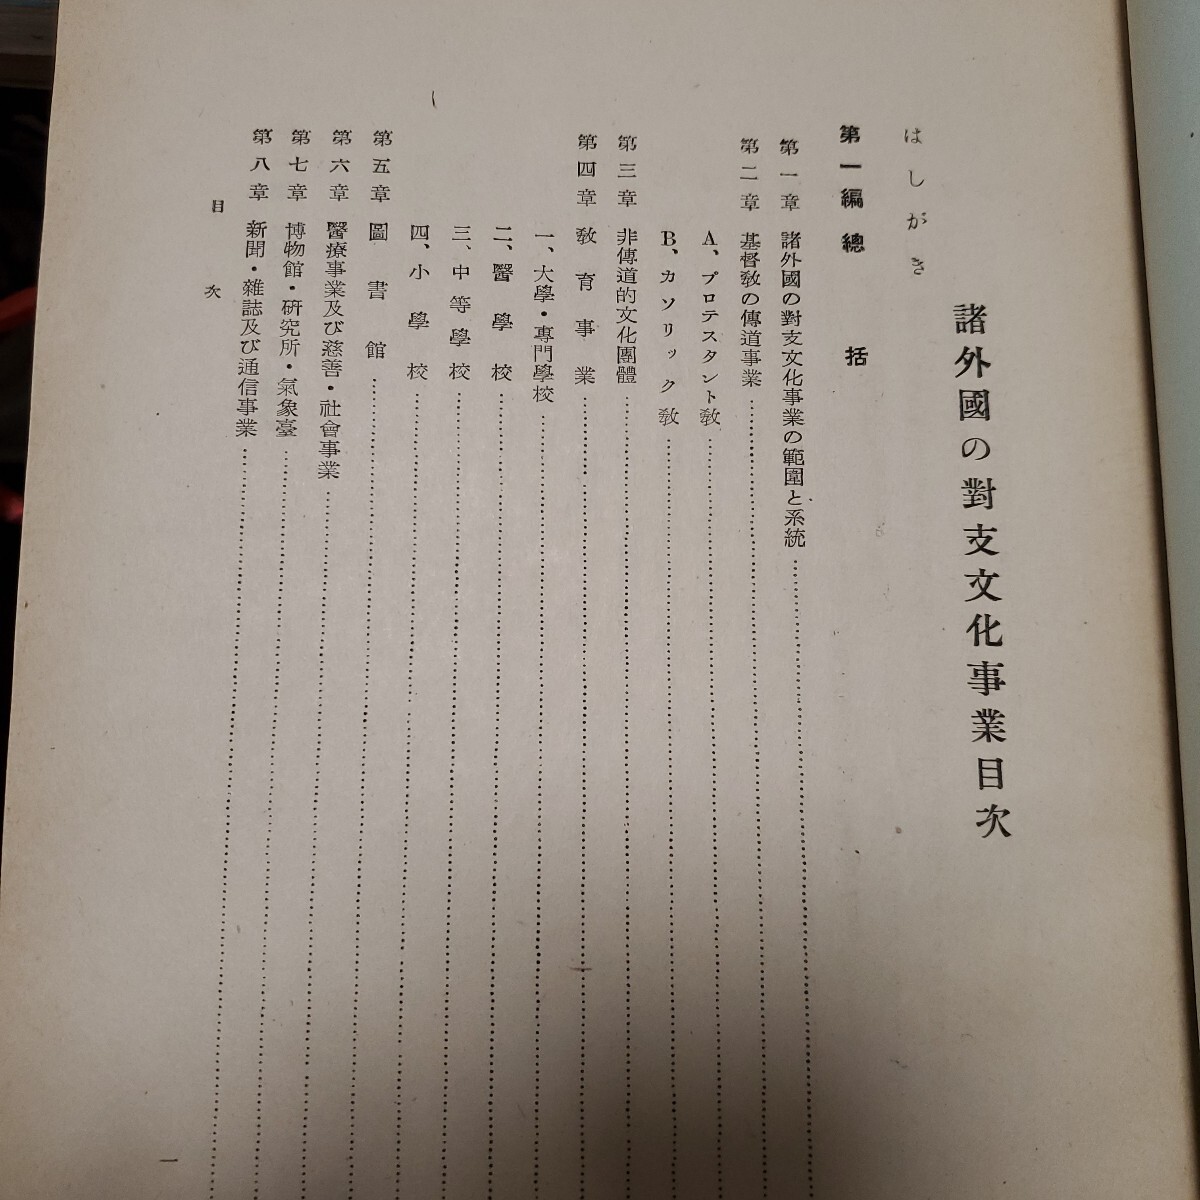 諸外國の對支文化事業目次
はしがき
第一編 總括
第一章 諸外國の對支文化事業の範圍と系統
第二章 基督敎の傳道事業
A、プロテスタント敎
B、カソリック敎
第三章 非傳道的文化團體
第四章 敎育事業
一、大學・專門學校
二、醫學校
三、中等學校
四、小學校
第五章 圖書館
第六章 醫療事業及び慈善・社會事業
第七章 博物館・硏究所・氣象臺
第八章 新聞・雜誌及び通信事業
目次
一